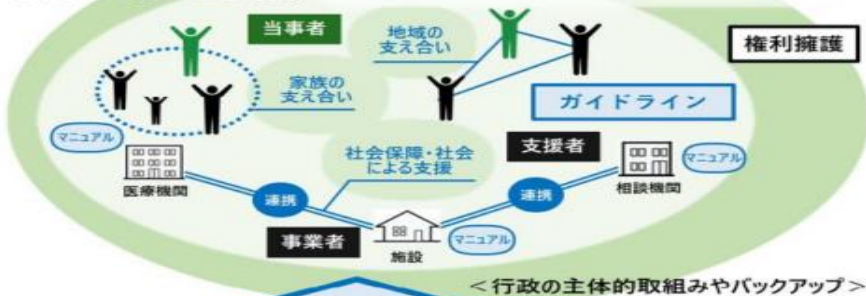 当事者
地域の
支え合い
権利擁護
家族の
支え合い
ガイドライン
マニュアル
支援者
社会保障・社会
による支援
マニュアル
医療機関
連携
連携
相談機関
事業者
施設
マニュアル
＜行政の主体的取組みやバックアップ＞